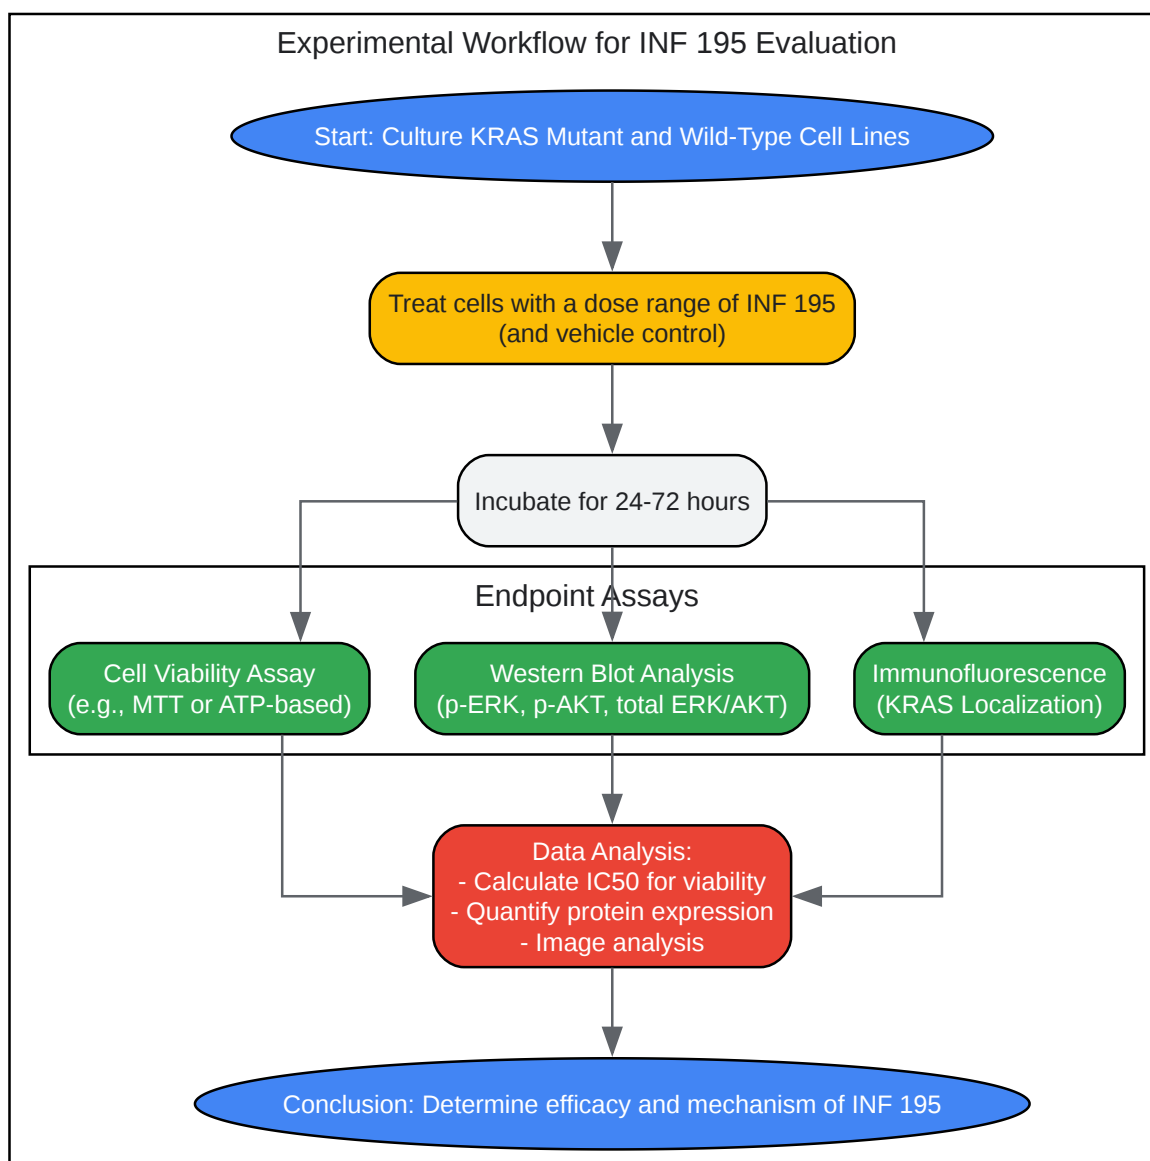 Experimental Workflow for INF 195 Evaluation
Start: Culture KRAS Mutant and Wild-Type Cell Lines
Treat cells with a dose range of INF 195
(and vehicle control)
Incubate for 24-72 hours
Endpoint Assays
Cell Viability Assay
(e.g., MTT or ATP-based)
Western Blot Analysis
(p-ERK, p-AKT, total ERK/AKT)
Immunofluorescence
(KRAS Localization)
Data Analysis:
- Calculate IC50 for viability
- Quantify protein expression
- Image analysis
Conclusion: Determine efficacy and mechanism of INF 195